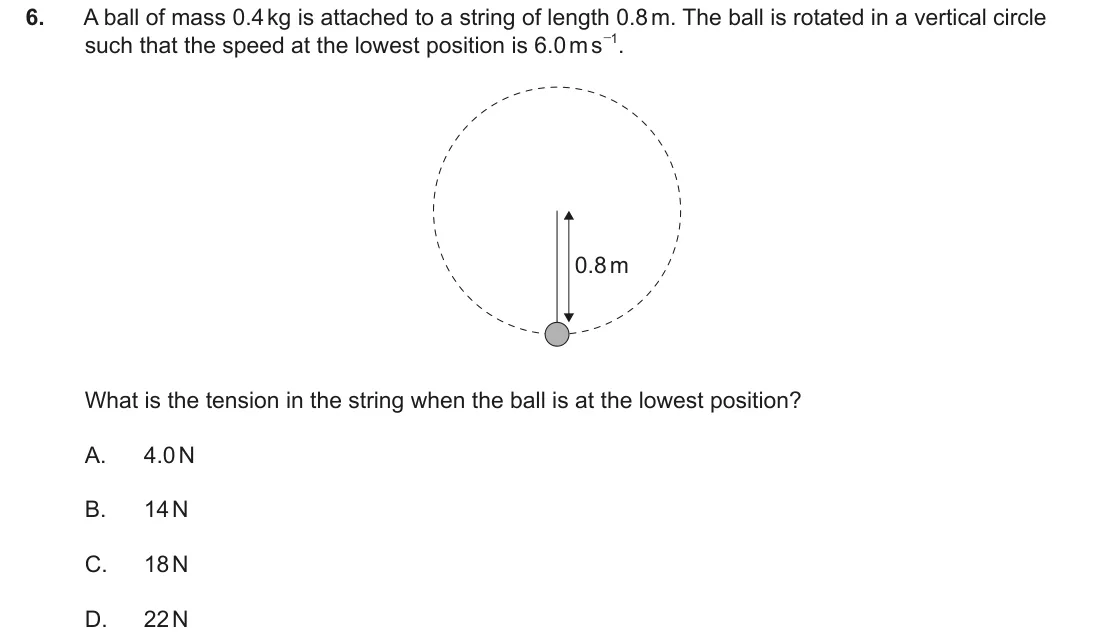 6. A ball of mass 0.4 kg is attached to a string of length 0.8 m. The ball is rotated in a vertical circle
such that the speed at the lowest position is 6.0 m s⁻¹.
0.8 m
What is the tension in the string when the ball is at the lowest position?
A. 4.0 N
B. 14 N
C. 18 N
D. 22 N